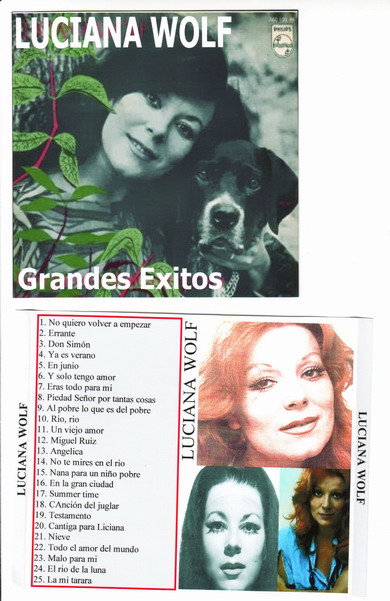 LUCIANA WOLF
PHILIPS
Grandes Exitos
LUCIANA WOLF
1. No quiero volver a empezar
2. Errante
3. Don Simón
4. Ya es verano
5. En junio
6. Y solo tengo amor
7. Eras todo para mi
8. Piedad Señor por tantas cosas
9. Al pobre lo que es del pobre
10. Rio, rio
11. Un viejo amor
12. Miguel Ruiz
13. Angelica
14. No te mires en el rio
15. Nana para un niño pobre
16. En la gran ciudad
17. Summer time
18. CAnción del juglar
19. Testamento
20. Cantiga para Liciana
21. Nieve
22. Todo el amor del mundo
23. Malo para mi
24. El rio de la luna
25. La mi tarara
LUCIANA WOLF
LUCIANA WOLF